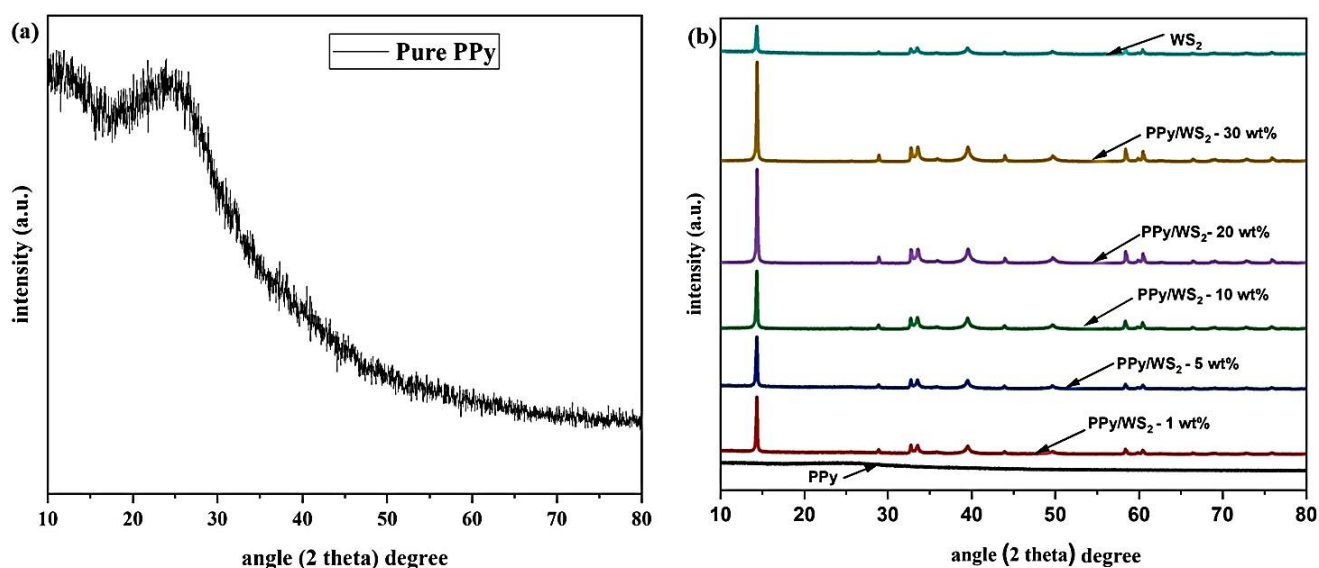 (a)
Pure PPy
intensity (a.u.)
10 20 30 40 50 60 70 80
angle (2 theta) degree
(b)
WS₂
PPy/WS₂ - 30 wt%
PPy/WS₂- 20 wt%
PPy/WS₂ - 10 wt%
PPy/WS₂ - 5 wt%
PPy/WS₂ - 1 wt%
PPy
intensity (a.u.)
10 20 30 40 50 60 70 80
angle (2 theta) degree